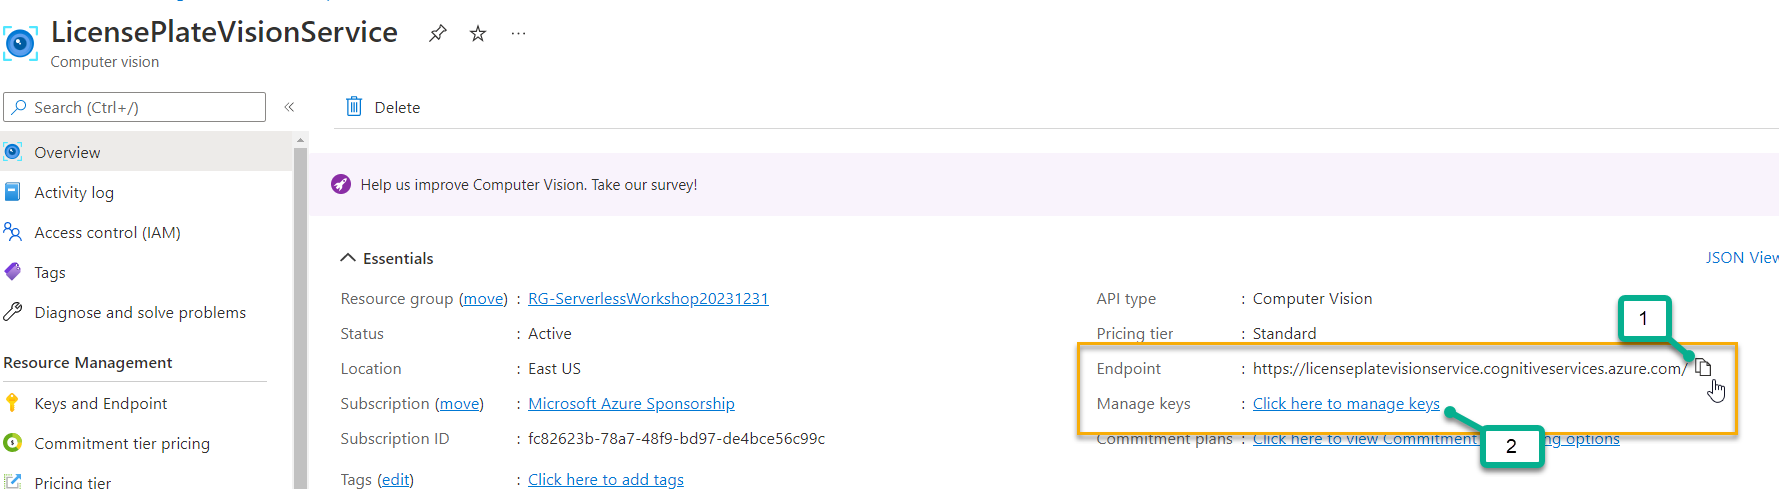 LicensePlateVisionService
Computer vision
Search (Ctrl+/)
«
Delete
Overview
Activity log
Access control (IAM)
Tags
Diagnose and solve problems
Resource Management
Keys and Endpoint
Commitment tier pricing
Pricing tier
Help us improve Computer Vision. Take our survey!
Essentials
JSON View
Resource group (move) : RG-ServerlessWorkshop20231231
Status : Active
Location : East US
Subscription (move) : Microsoft Azure Sponsorship
Subscription ID : fc82623b-78a7-48f9-bd97-de4bce56c99c
Tags (edit) : Click here to add tags
API type : Computer Vision
Pricing tier : Standard
Endpoint : https://licenseplatevisionservice.cognitiveservices.azure.com/
Manage keys : Click here to manage keys
Commitment plans : Click here to view Commitment options
1
2